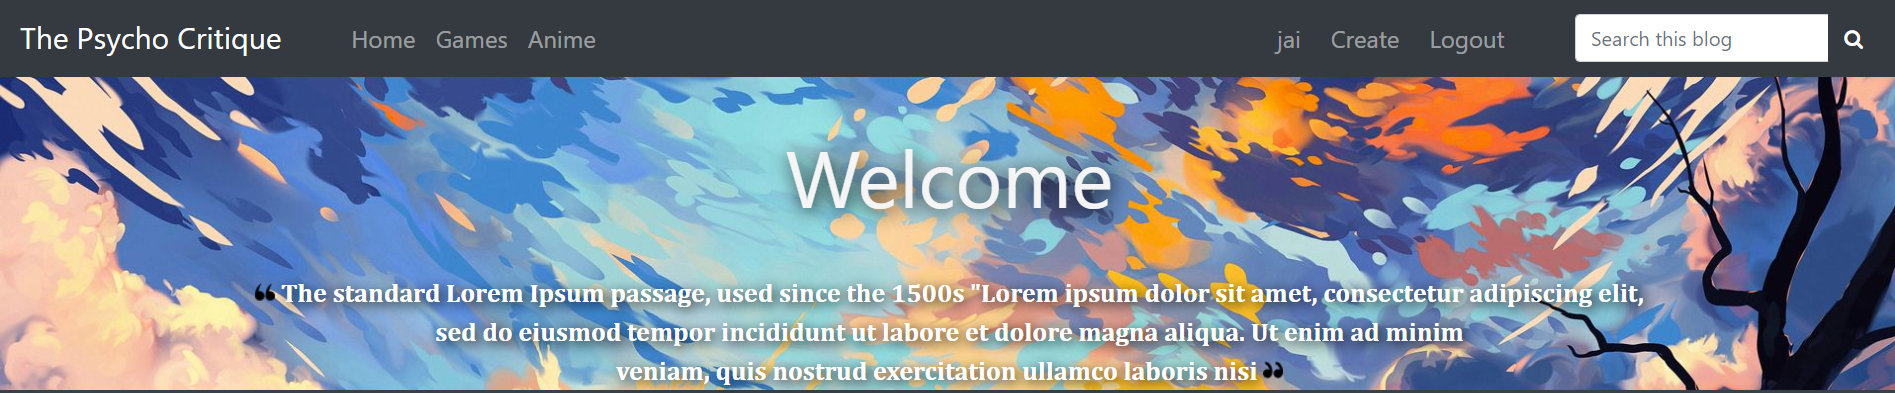 The Psycho Critique Home Games Anime jai Create Logout Search this blog
Welcome
❝ The standard Lorem Ipsum passage, used since the 1500s "Lorem ipsum dolor sit amet, consectetur adipiscing elit,
sed do eiusmod tempor incididunt ut labore et dolore magna aliqua. Ut enim ad minim
veniam, quis nostrud exercitation ullamco laboris nisi ❞